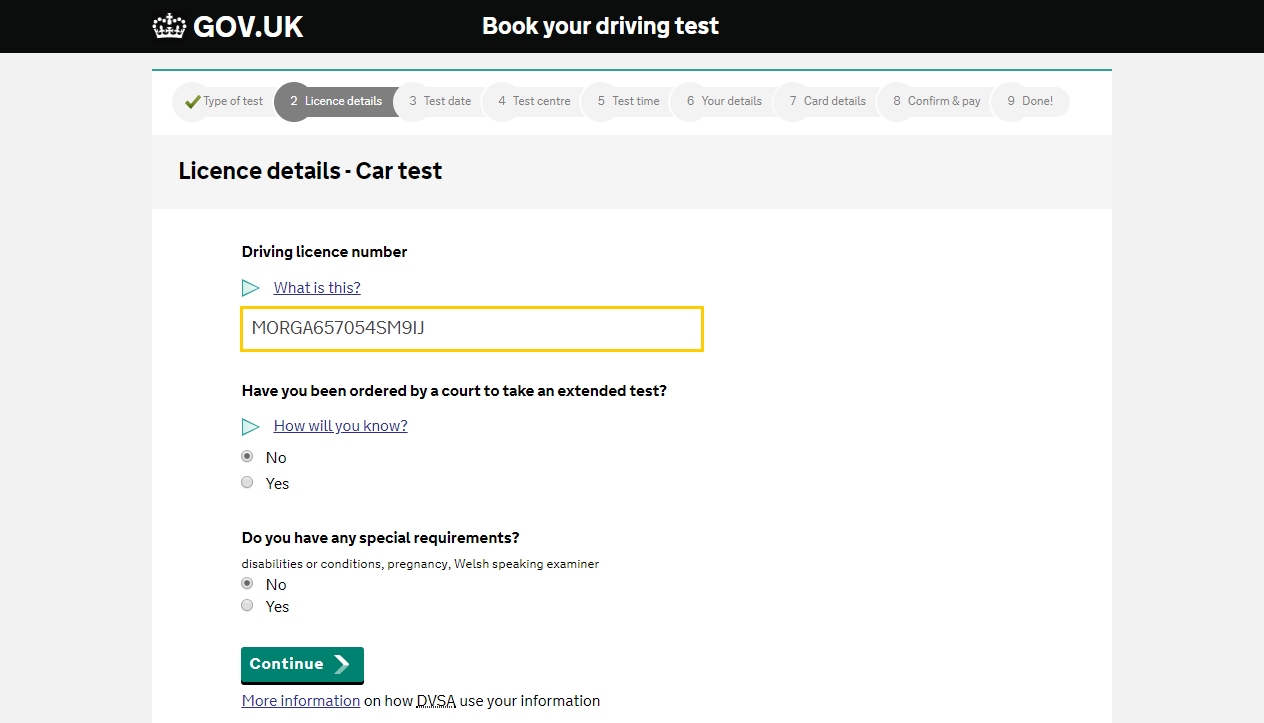 GOV.UK
Book your driving test
Type of test 2 Licence details 3 Test date 4 Test centre 5 Test time 6 Your details 7 Card details 8 Confirm & pay 9 Done!
Licence details - Car test
Driving licence number
What is this?
MORGA657054SM9IJ
Have you been ordered by a court to take an extended test?
How will you know?
No
Yes
Do you have any special requirements?
disabilities or conditions, pregnancy, Welsh speaking examiner
No
Yes
Continue
More information on how DVSA use your information